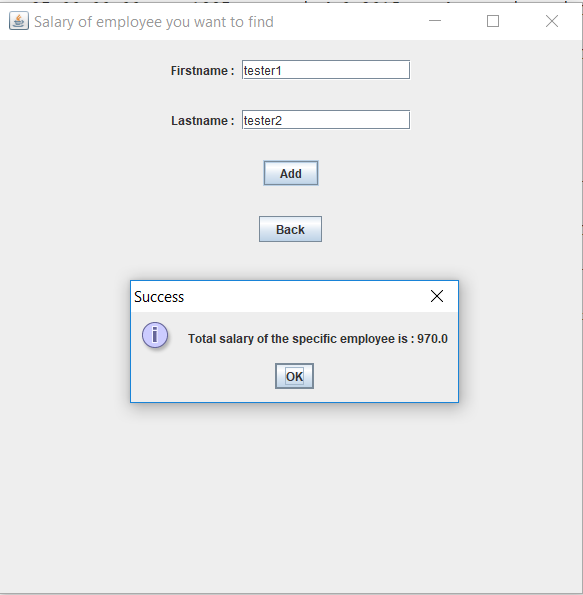 Salary of employee you want to find
Firstname : tester1
Lastname : tester2
Add
Back
Success
Total salary of the specific employee is : 970.0
OK